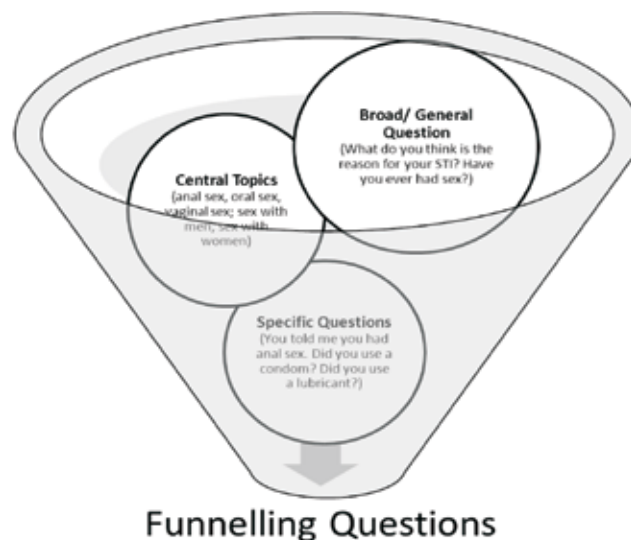 Broad/ General
Question
(What do you think is the
reason for your STI? Have
you ever had sex?)
Central Topics
(anal sex, oral sex,
vaginal sex; sex with
men; sex with
women)
Specific Questions
(You told me you had
anal sex. Did you use a
condom? Did you use
a lubricant?)
Funnelling Questions